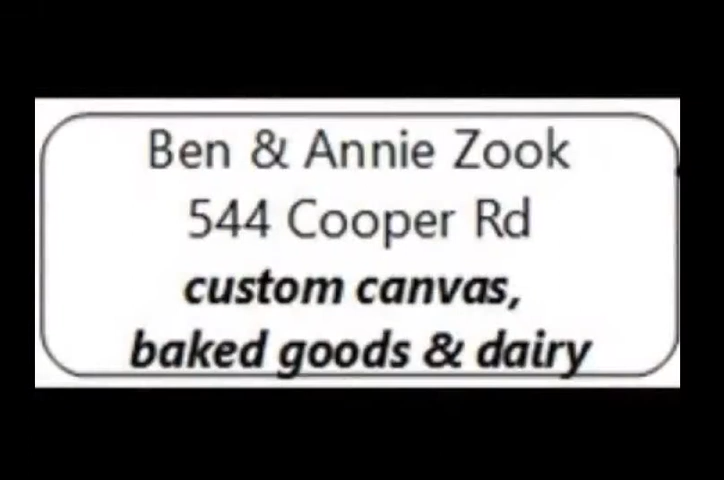 Ben & Annie Zook
544 Cooper Rd
custom canvas,
baked goods & dairy